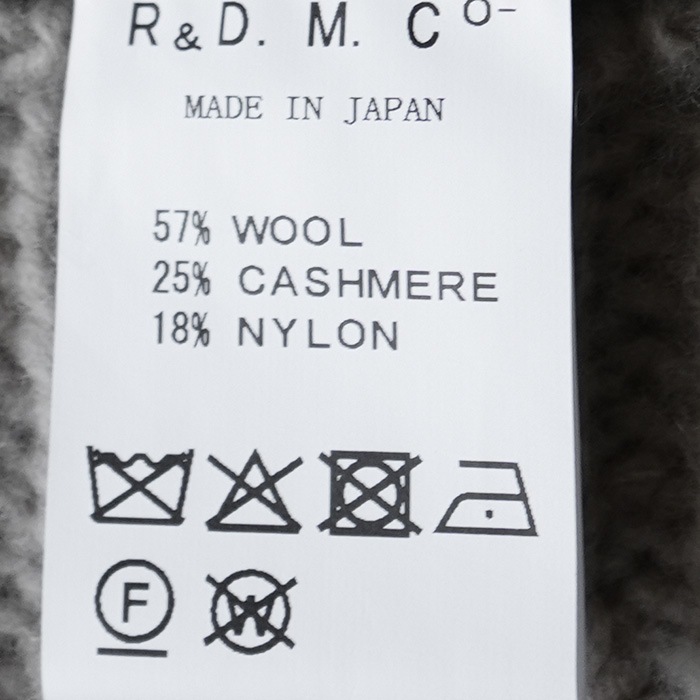 R & D. M. Co-
MADE IN JAPAN
57% WOOL
25% CASHMERE
18% NYLON
F
W